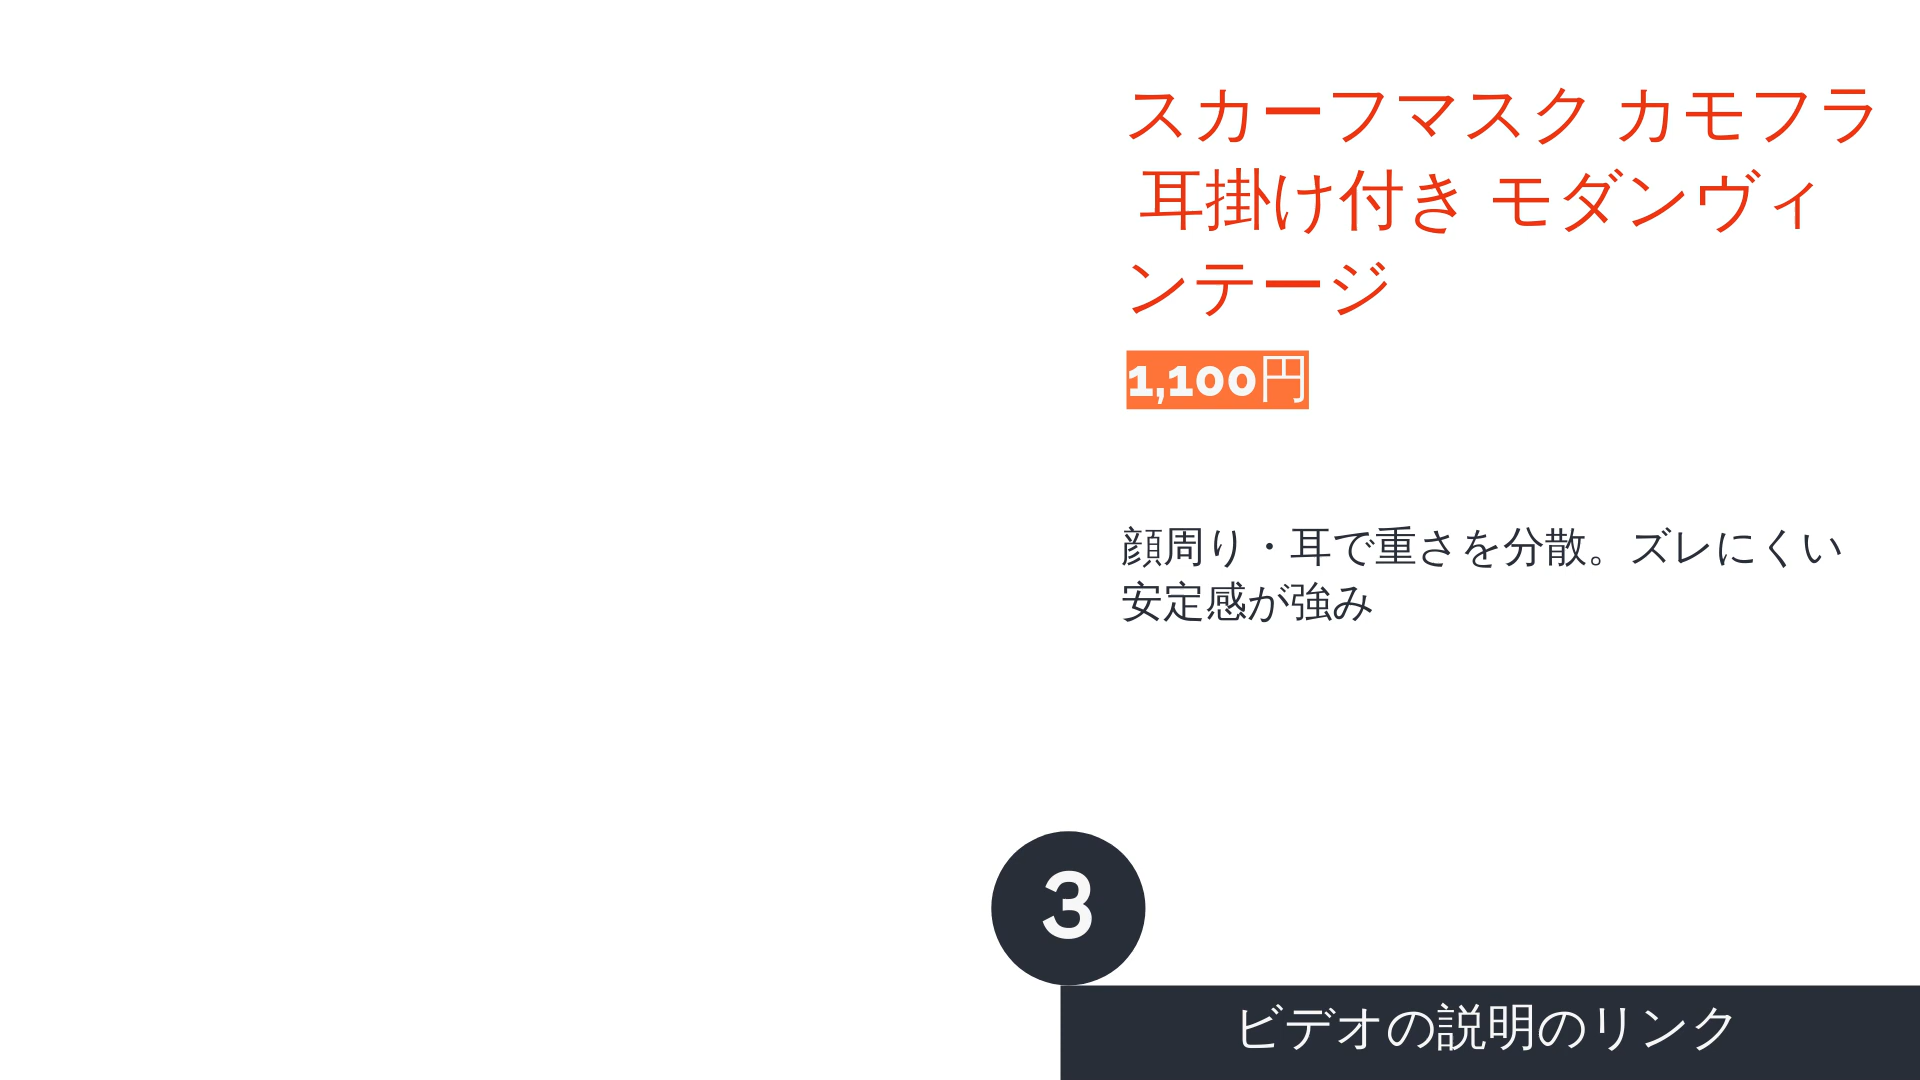 スカーフマスク カモフラ
耳掛け付き モダンヴィ
ンテージ
1,100円
顔周り・耳で重さを分散。ズレにくい
安定感が強み
3
ビデオの説明のリンク